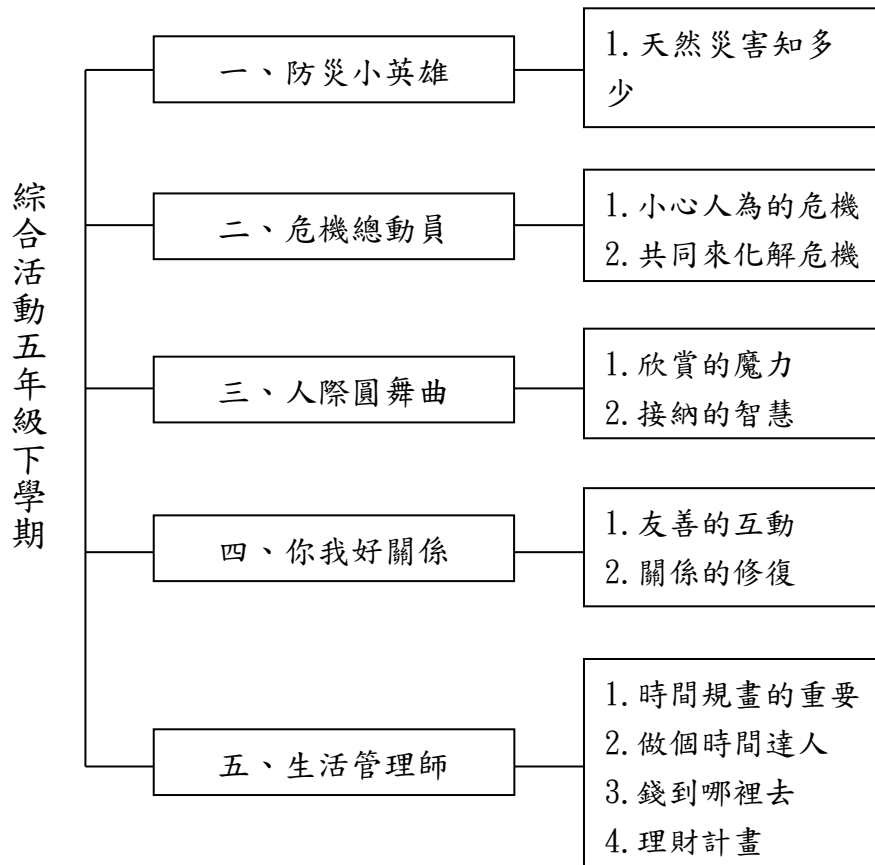 綜合活動五年級下學期
一、防災小英雄
1.天然災害知多
少
二、危機總動員
1.小心人為的危機
2.共同來化解危機
三、人際圓舞曲
1.欣賞的魔力
2.接納的智慧
四、你我好關係
1.友善的互動
2.關係的修復
五、生活管理師
1.時間規畫的重要
2.做個時間達人
3.錢到哪裡去
4.理財計畫